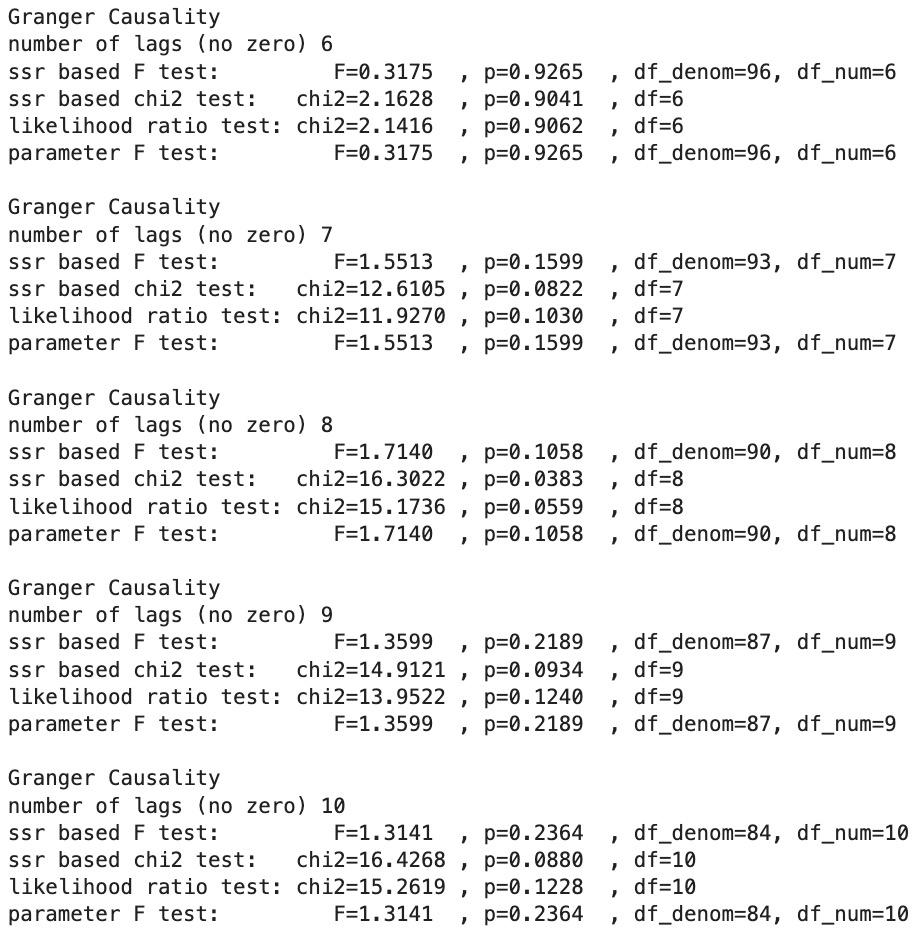 Granger Causality
number of lags (no zero) 6
ssr based F test:         F=0.3175  , p=0.9265  , df_denom=96, df_num=6
ssr based chi2 test:   chi2=2.1628  , p=0.9041  , df=6
likelihood ratio test: chi2=2.1416  , p=0.9062  , df=6
parameter F test:         F=0.3175  , p=0.9265  , df_denom=96, df_num=6

Granger Causality
number of lags (no zero) 7
ssr based F test:         F=1.5513  , p=0.1599  , df_denom=93, df_num=7
ssr based chi2 test:   chi2=12.6105 , p=0.0822  , df=7
likelihood ratio test: chi2=11.9270 , p=0.1030  , df=7
parameter F test:         F=1.5513  , p=0.1599  , df_denom=93, df_num=7

Granger Causality
number of lags (no zero) 8
ssr based F test:         F=1.7140  , p=0.1058  , df_denom=90, df_num=8
ssr based chi2 test:   chi2=16.3022 , p=0.0383  , df=8
likelihood ratio test: chi2=15.1736 , p=0.0559  , df=8
parameter F test:         F=1.7140  , p=0.1058  , df_denom=90, df_num=8

Granger Causality
number of lags (no zero) 9
ssr based F test:         F=1.3599  , p=0.2189  , df_denom=87, df_num=9
ssr based chi2 test:   chi2=14.9121 , p=0.0934  , df=9
likelihood ratio test: chi2=13.9522 , p=0.1240  , df=9
parameter F test:         F=1.3599  , p=0.2189  , df_denom=87, df_num=9

Granger Causality
number of lags (no zero) 10
ssr based F test:         F=1.3141  , p=0.2364  , df_denom=84, df_num=10
ssr based chi2 test:   chi2=16.4268 , p=0.0880  , df=10
likelihood ratio test: chi2=15.2619 , p=0.1228  , df=10
parameter F test:         F=1.3141  , p=0.2364  , df_denom=84, df_num=10